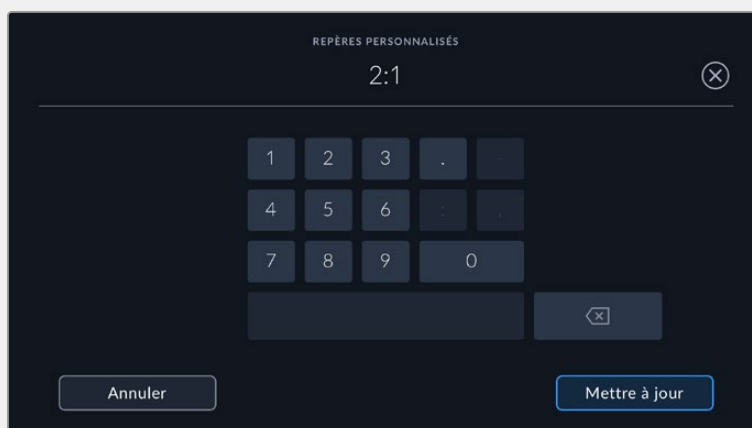 REPÈRES PERSONNALISÉS
2:1
1 2 3 . -
4 5 6 : ,
7 8 9 0
Annuler Mettre à jour